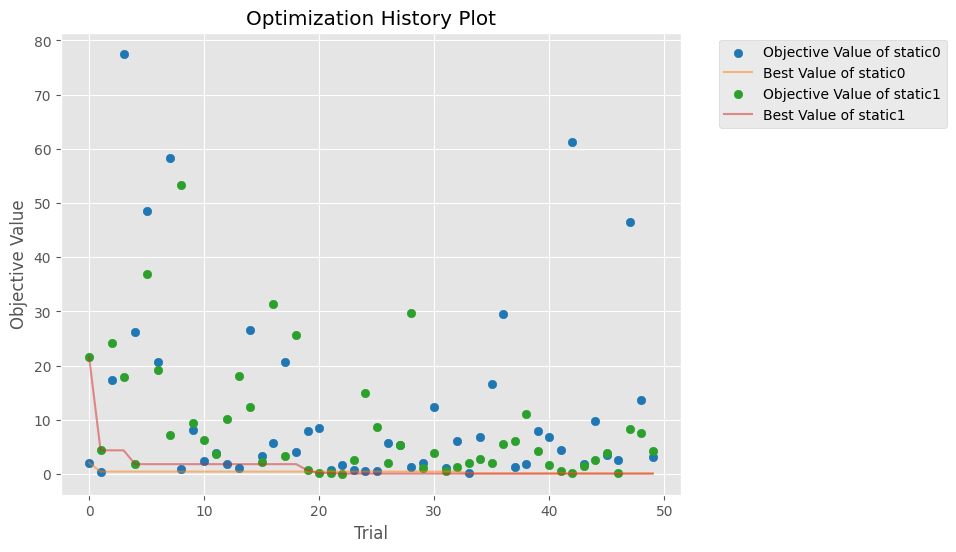 Optimization History Plot
Objective Value of static0
Best Value of static0
Objective Value of static1
Best Value of static1
80
70
60
50
40
30
20
10
0
Objective Value
0
10
20
30
40
50
Trial